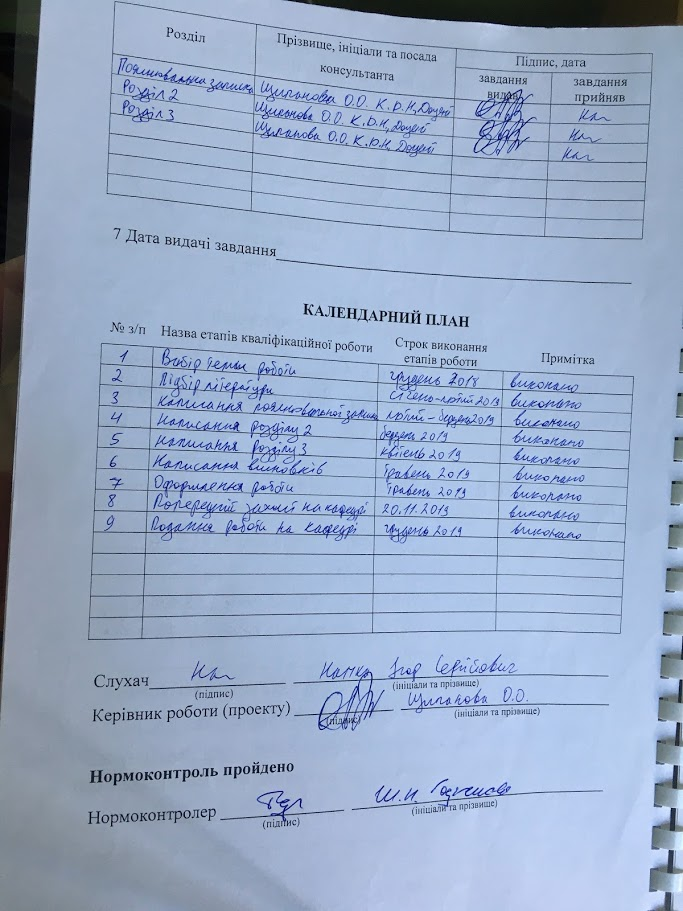 Розділ Прізвище, ініціали та посада консультанта Підпис, дата
завдання видав завдання прийняв
Пояснювальна записка Щипанова О.О. К.Ю.Н, Доцент
Розділ 2 Щипанова О.О. К.Ю.Н, Доцент
Розділ 3 Щипанова О.О. К.Ю.Н, Доцент
7 Дата видачі завдання
КАЛЕНДАРНИЙ ПЛАН
№ з/п Назва етапів кваліфікаційної роботи Строк виконання етапів роботи Примітка
1 Вибір теми роботи грудень 2018 виконано
2 Підбір літератури січень-лютий 2019 виконано
3 Написання пояснювальної записки лютий - березень 2019 виконано
4 Написання розділу 2 березень 2019 виконано
5 Написання розділу 3 квітень 2019 виконано
6 Написання висновків травень 2019 виконано
7 Оформлення роботи травень 2019 виконано
8 Попередній захист на кафедрі 20.11.2019 виконано
9 Подання роботи на кафедрі грудень 2019 виконано
Слухач Ігор Сергійович
(підпис) (ініціали та прізвище)
Керівник роботи (проекту) Щипанова О.О.
(підпис) (ініціали та прізвище)
Нормоконтроль пройдено
Нормоконтролер Ш.Н.
(підпис) (ініціали та прізвище)